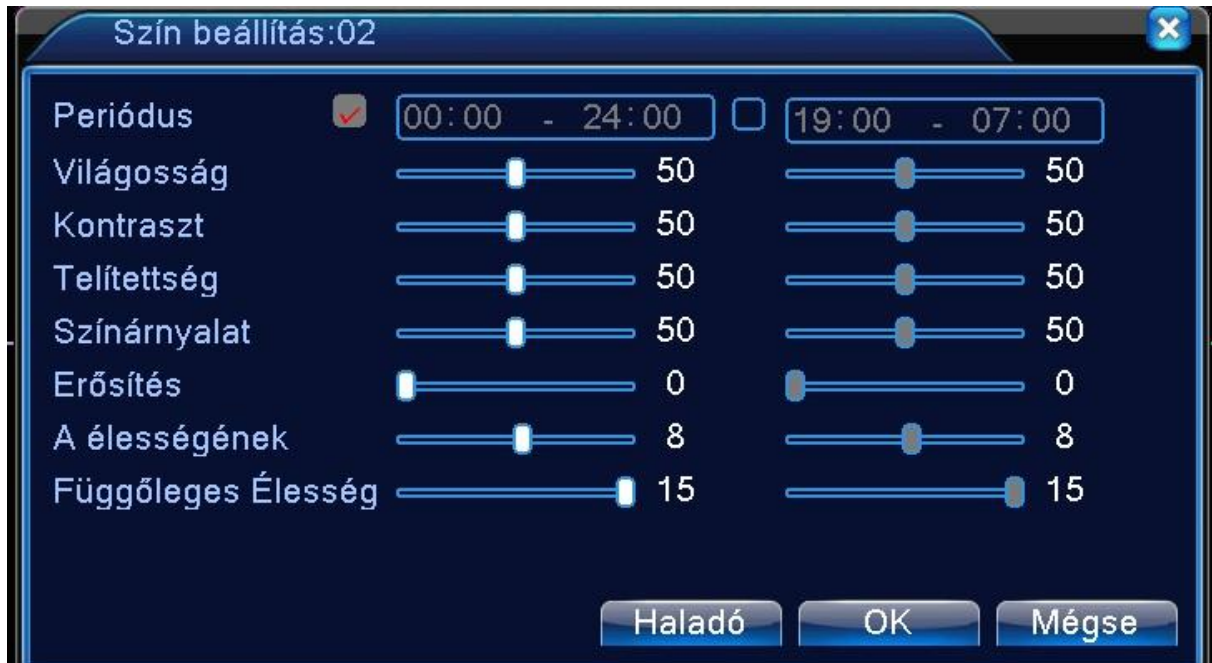 Szín beállítás:02
Periódus 00:00 - 24:00 19:00 - 07:00
Világosság 50 50
Kontraszt 50 50
Telítettség 50 50
Színárnyalat 50 50
Erősítés 0 0
A élességének 8 8
Függőleges Élesség 15 15
Haladó OK Mégse